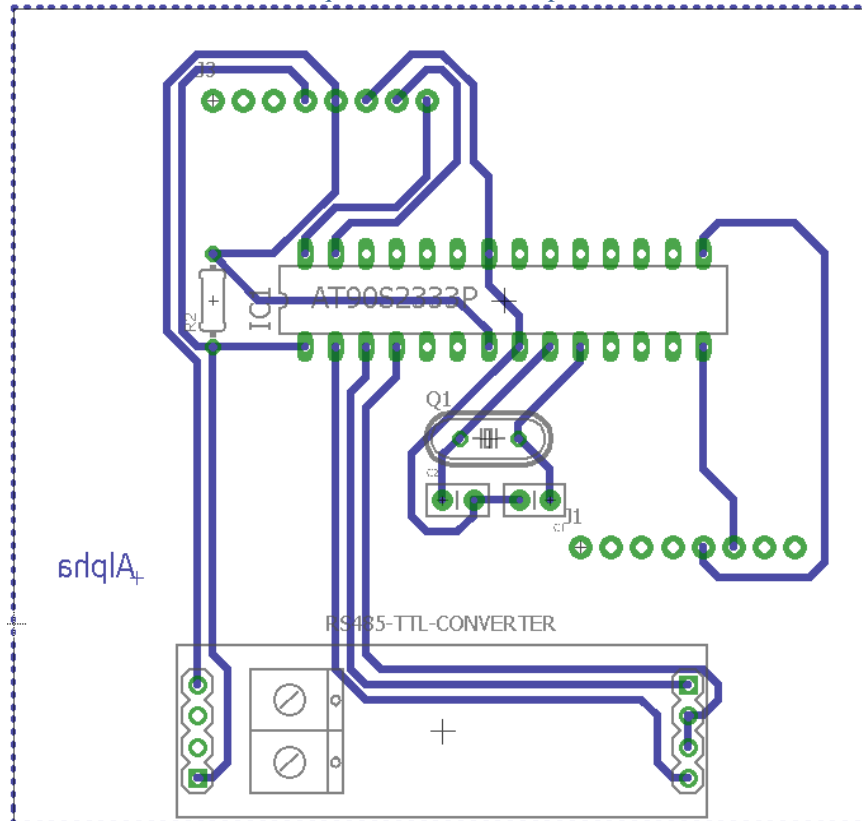 J3
AT90S2333P
IC1
R2
Q1
C2
C1
J1
Alpha
RS485-TTL-CONVERTER